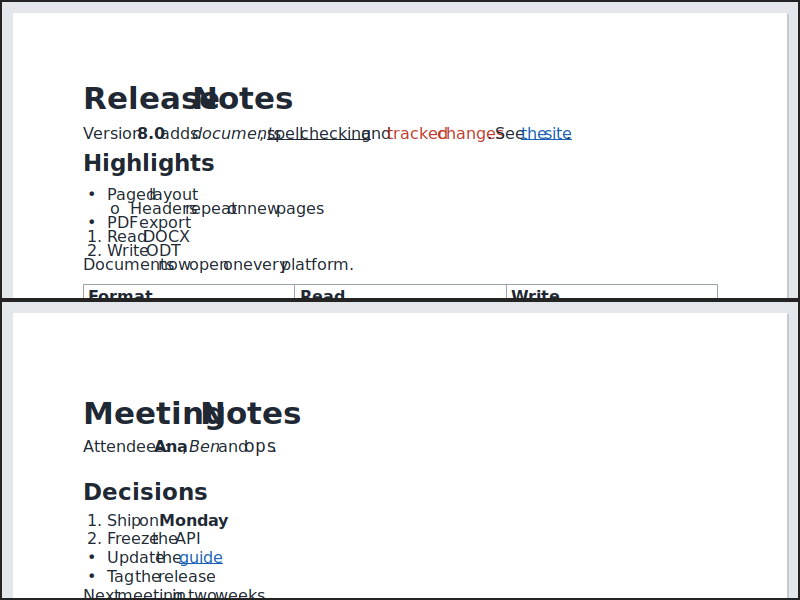 Release Notes
Version 8.0 adds documents, spell checking and tracked changes. See the site
Highlights
• Paged layout
o Headers repeat on new pages
• PDF export
1. Read DOCX
2. Write ODT
Documents now open on every platform.
Format Read Write
Meeting Notes
Attendees: Ana, Ben and ops.
Decisions
1. Ship on Monday
2. Freeze the API
• Update the guide
• Tag the release
Next meeting in two weeks